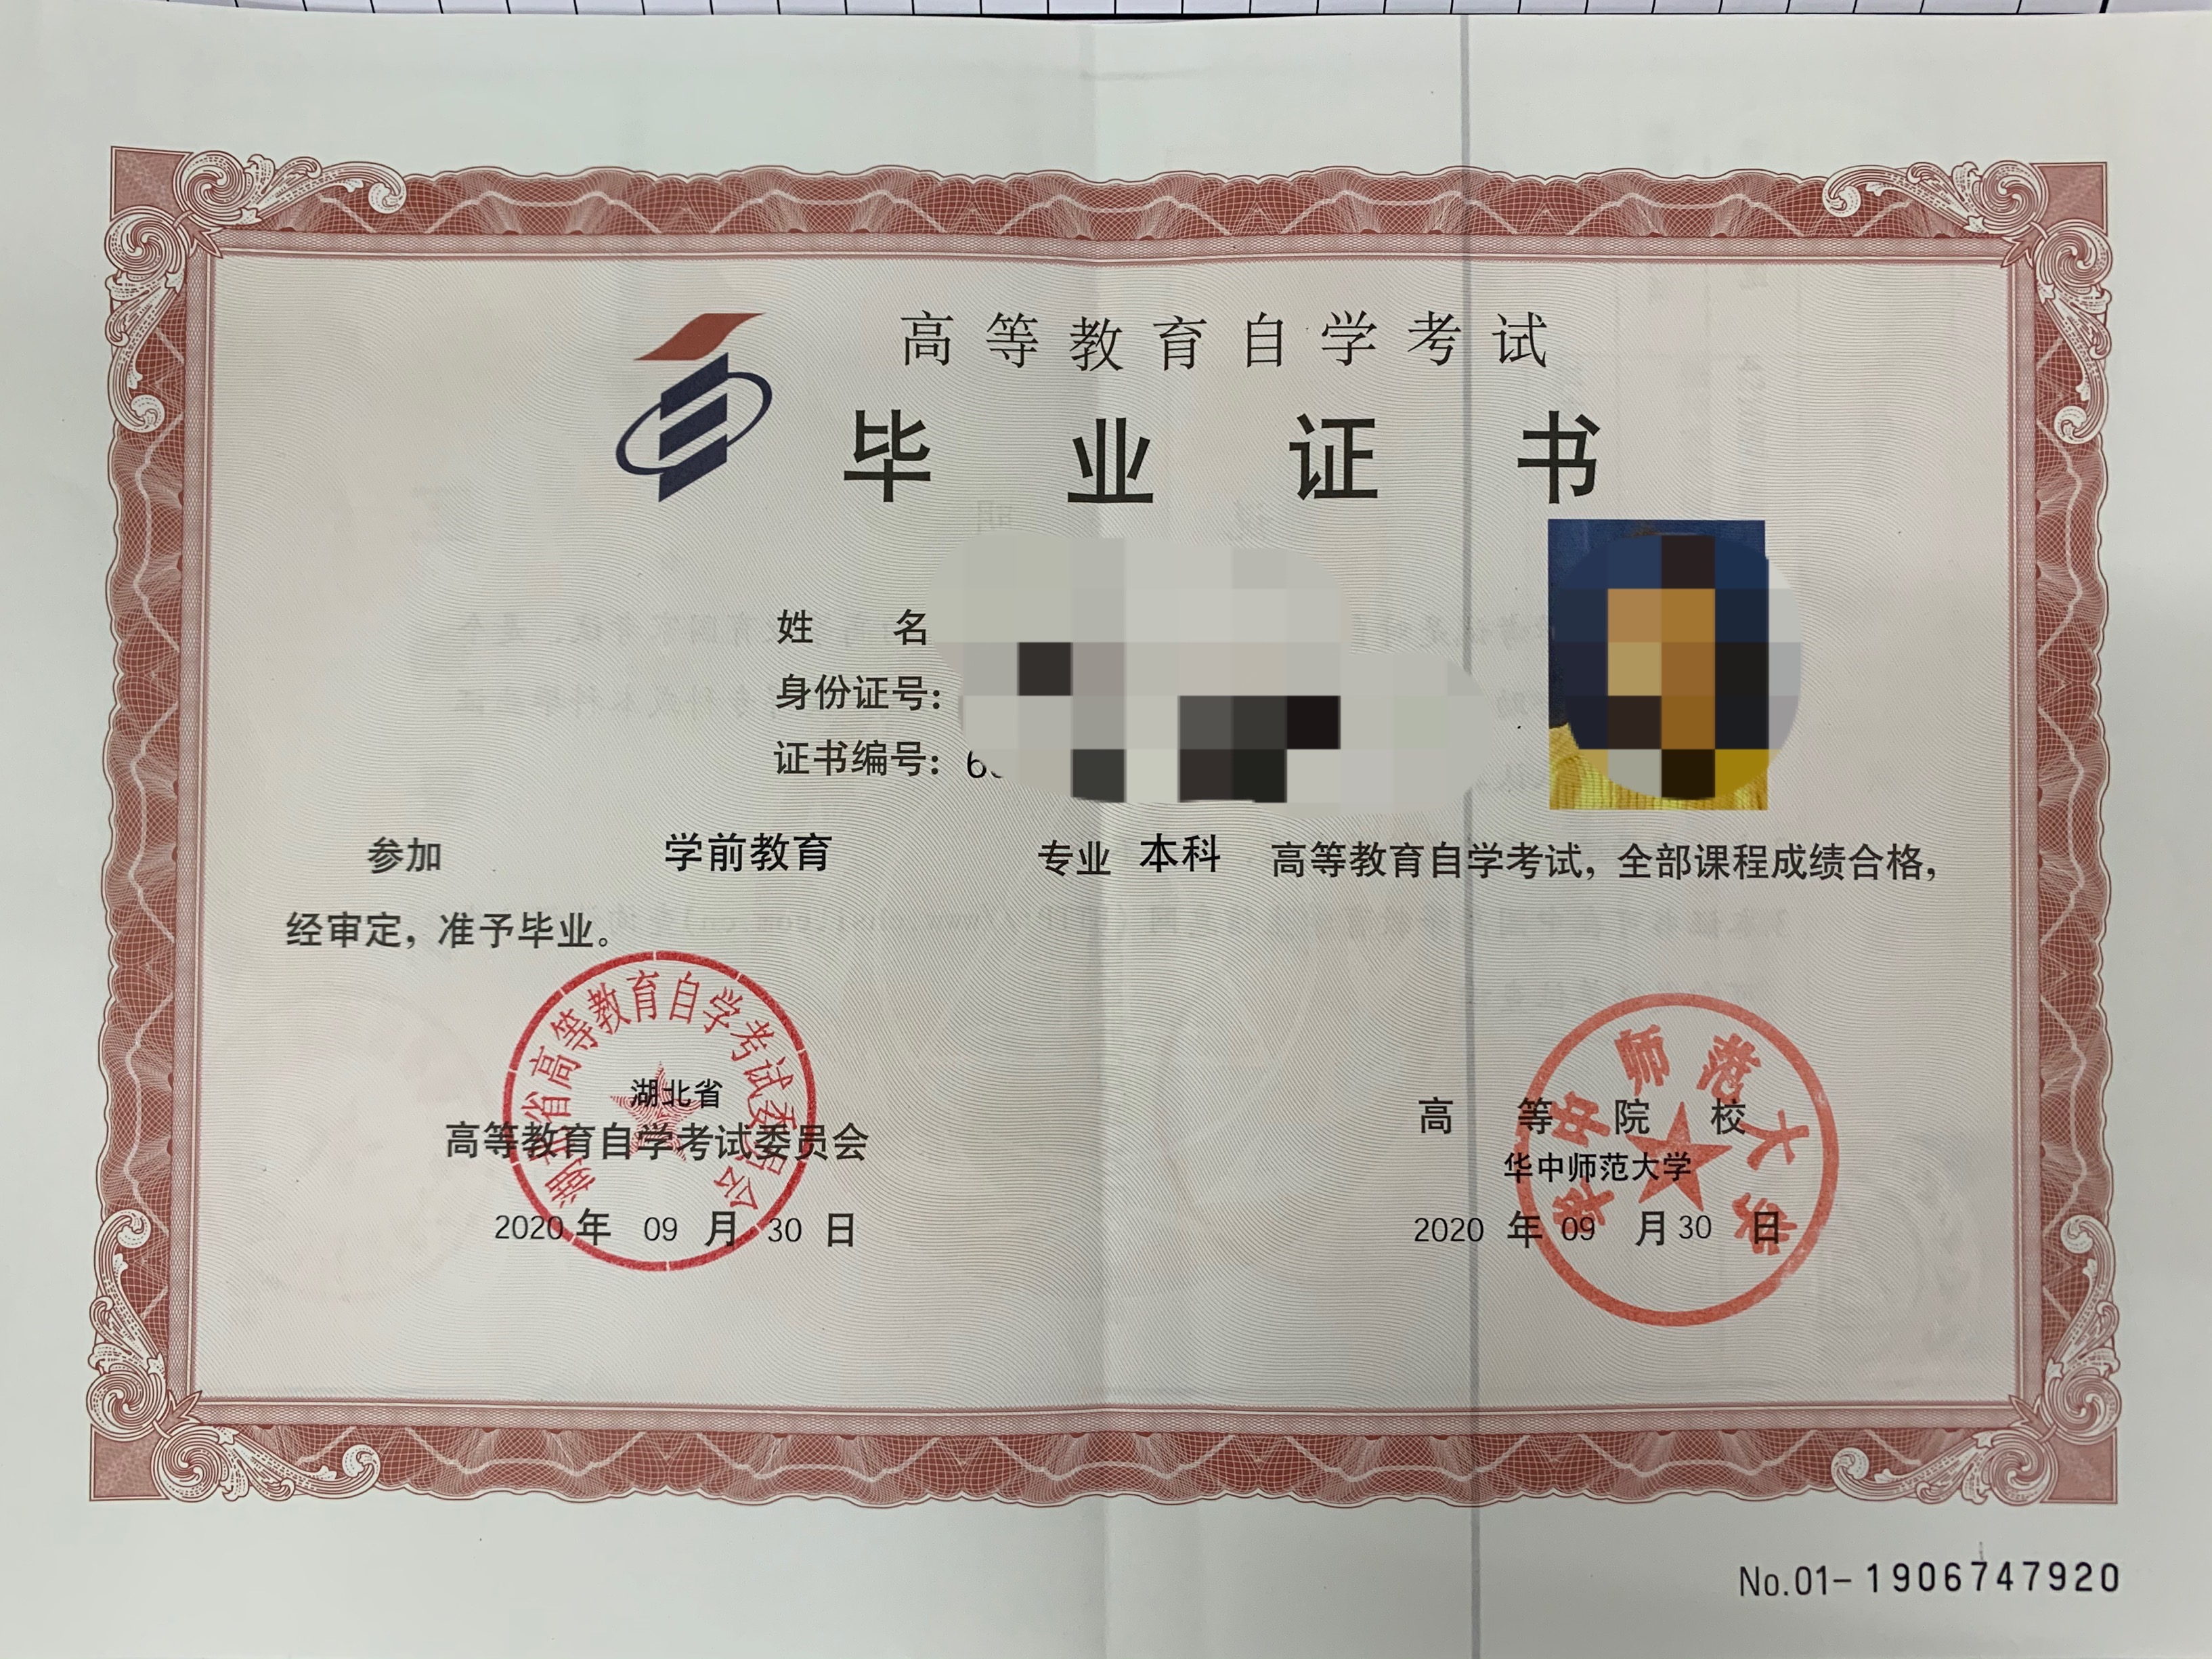 高等教育自学考试
毕业证书
姓名
身份证号：
证书编号：6
参加 学前教育 专业 本科 高等教育自学考试，全部课程成绩合格，
经审定，准予毕业。
湖北省高等教育自学考试委员会
湖北省
高等教育自学考试委员会
2020 年 09 月 30 日
华中师范大学
高等院校
华中师范大学
2020 年 09 月 30 日
No.01-1906747920